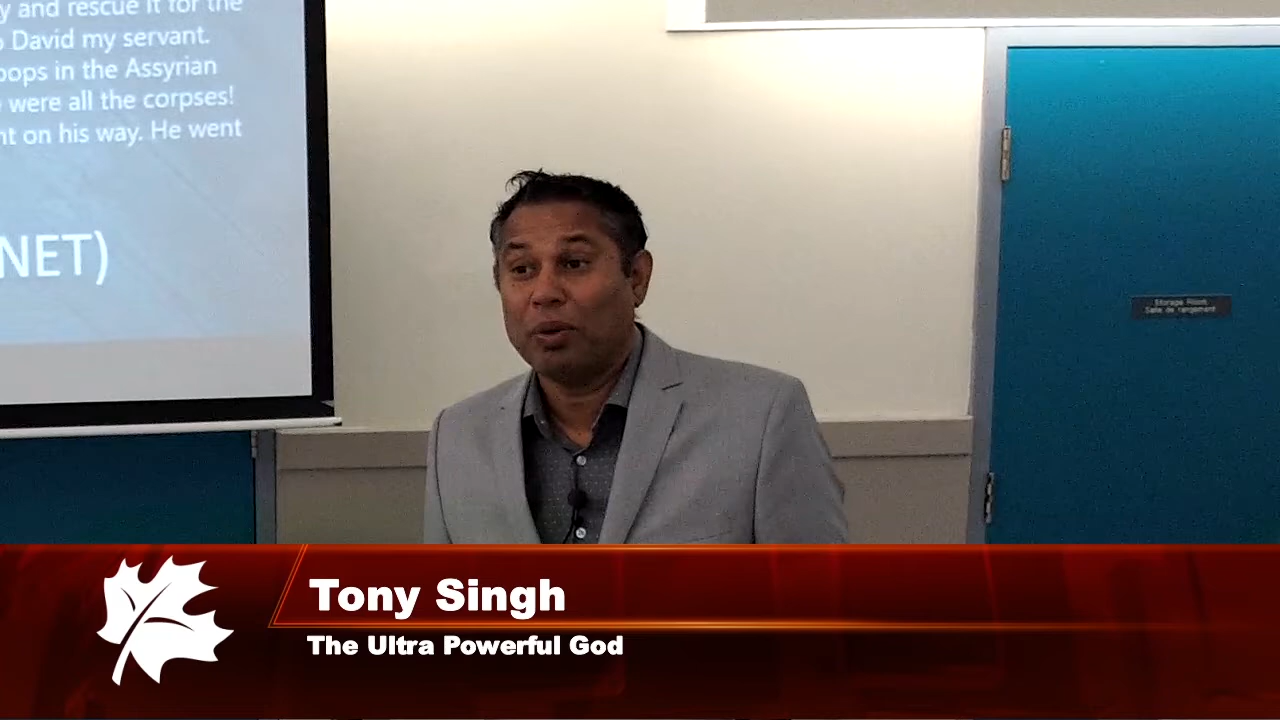 y and rescue it for the
David my servant.
oops in the Assyrian
were all the corpses!
nt on his way. He went
NET)
Storage Room
Salle de rangement
Tony Singh
The Ultra Powerful God